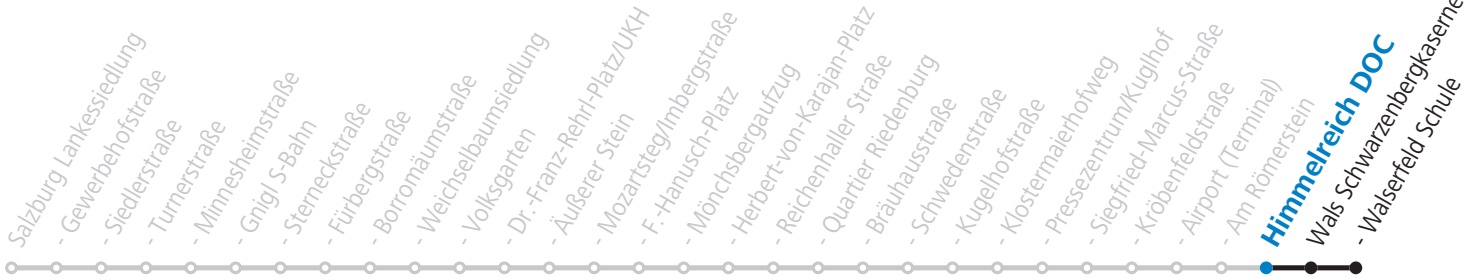 Salzburg Lankessiedlung
- Gewerbehofstraße
- Siedlerstraße
- Turnerstraße
- Minnesheimstraße
- Gnigl S-Bahn
- Sterneckstraße
- Fürbergstraße
- Borromäumstraße
- Weichselbaumsiedlung
- Volksgarten
- Dr.-Franz-Rehrl-Platz/UKH
- Äußerer Stein
- Mozartsteg/Imbergstraße
- F.-Hanusch-Platz
- Mönchsbergaufzug
- Herbert-von-Karajan-Platz
- Reichenhaller Straße
- Quartier Riedenburg
- Bräuhausstraße
- Schwedenstraße
- Kugelhofstraße
- Klostermaierhofweg
- Pressezentrum/Kuglhof
- Siegfried-Marcus-Straße
- Kröbenfeldstraße
- Airport (Terminal)
- Am Römerstein
Himmelreich DOC
Wals Schwarzenbergkaserne
- Walserfeld Schule